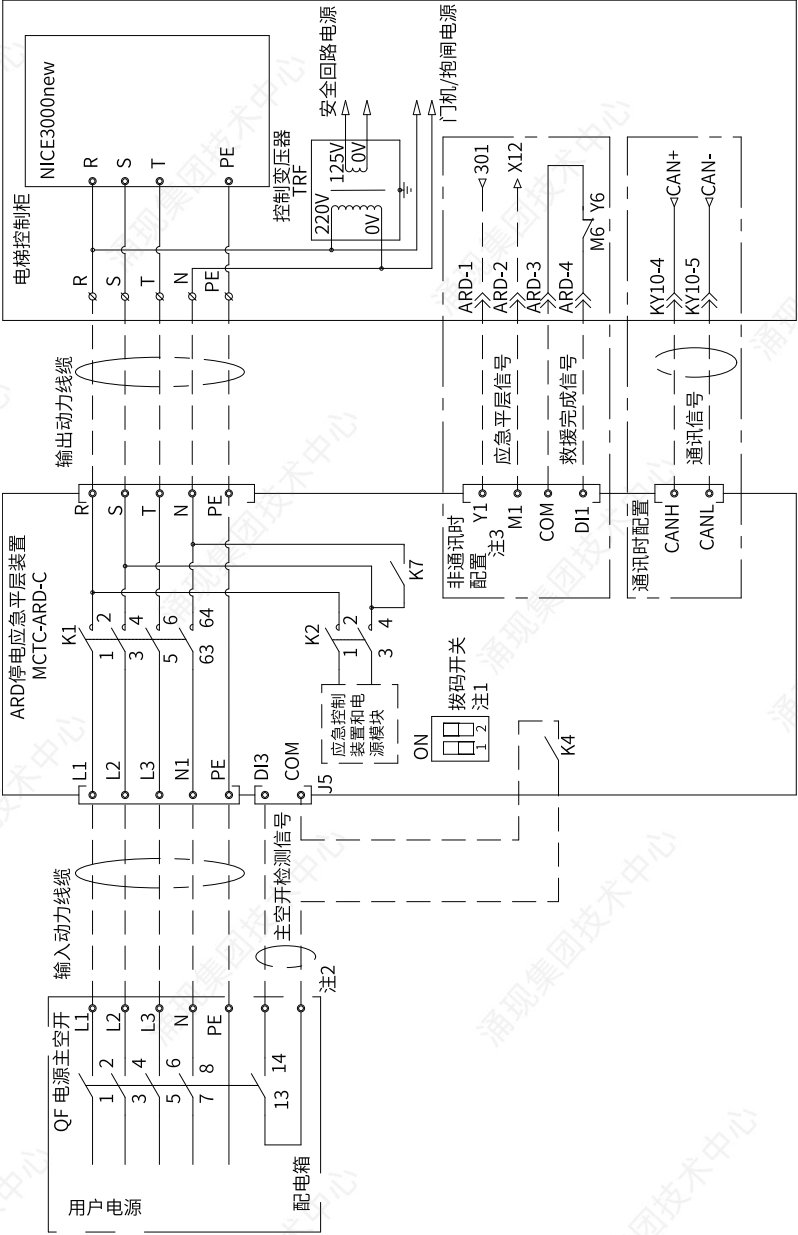 NICE3000new
R
S
T
PE
电梯控制柜
R
S
T
N
PE
控制变压器
TRF
220V
0V
125V
0V
安全回路电源
门机/抱闸电源
301
X12
ARD-1
ARD-2
ARD-3
ARD-4
M6
Y6
CAN+
CAN-
KY10-4
KY10-5
输出动力线缆
应急平层信号
救援完成信号
通讯信号
ARD停电应急平层装置
MCTC-ARD-C
R
S
T
N
PE
K1
1
2
3
4
5
6
63
64
K2
1
2
3
4
K7
应急控制
装置和电
源模块
ON
1 2
拨码开关
注1
非通讯时
配置
注3
Y1
M1
COM
DI1
通讯时配置
CANH
CANL
L1
L2
L3
N1
PE
DI3
COM
J5
K4
输入动力线缆
主空开检测信号
注2
QF 电源主空开
L1
L2
L3
N
PE
1
2
3
4
5
6
7
8
13
14
用户电源
配电箱
涌现集团技术中心